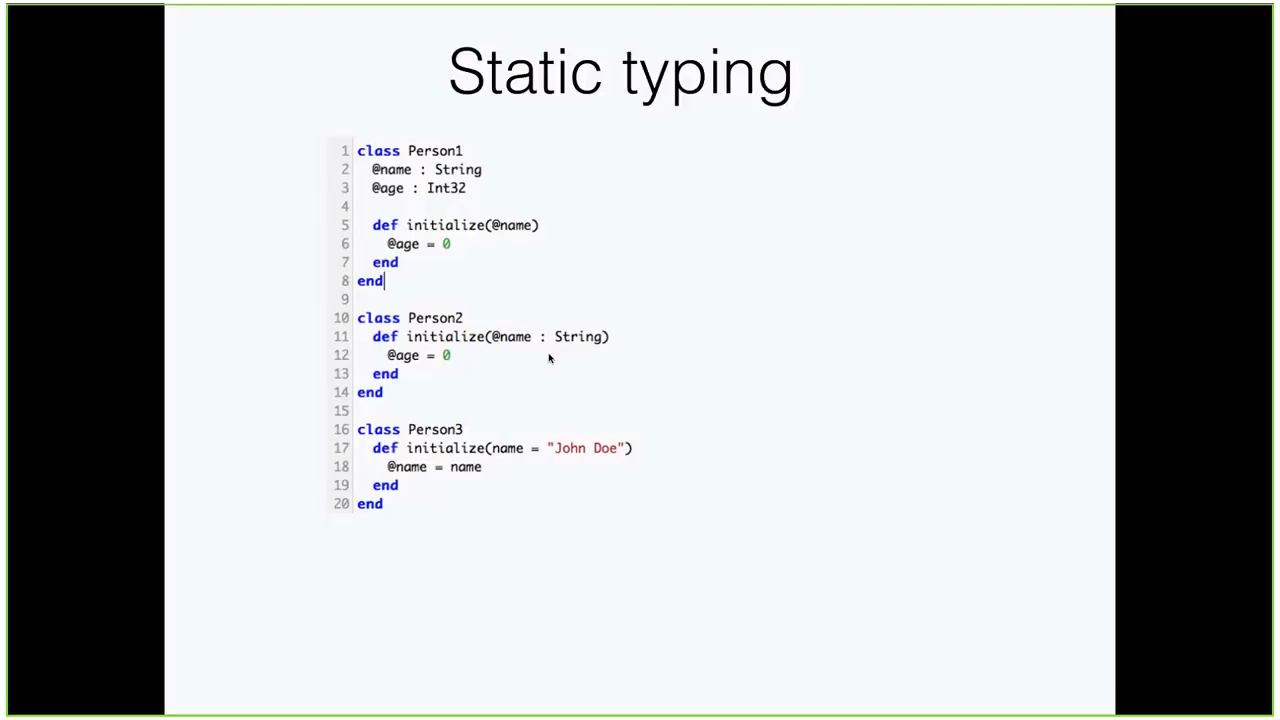 Static typing
1 class Person1
2   @name : String
3   @age : Int32
4
5   def initialize(@name)
6     @age = 0
7   end
8 end
9
10 class Person2
11   def initialize(@name : String)
12     @age = 0
13   end
14 end
15
16 class Person3
17   def initialize(name = "John Doe")
18     @name = name
19   end
20 end